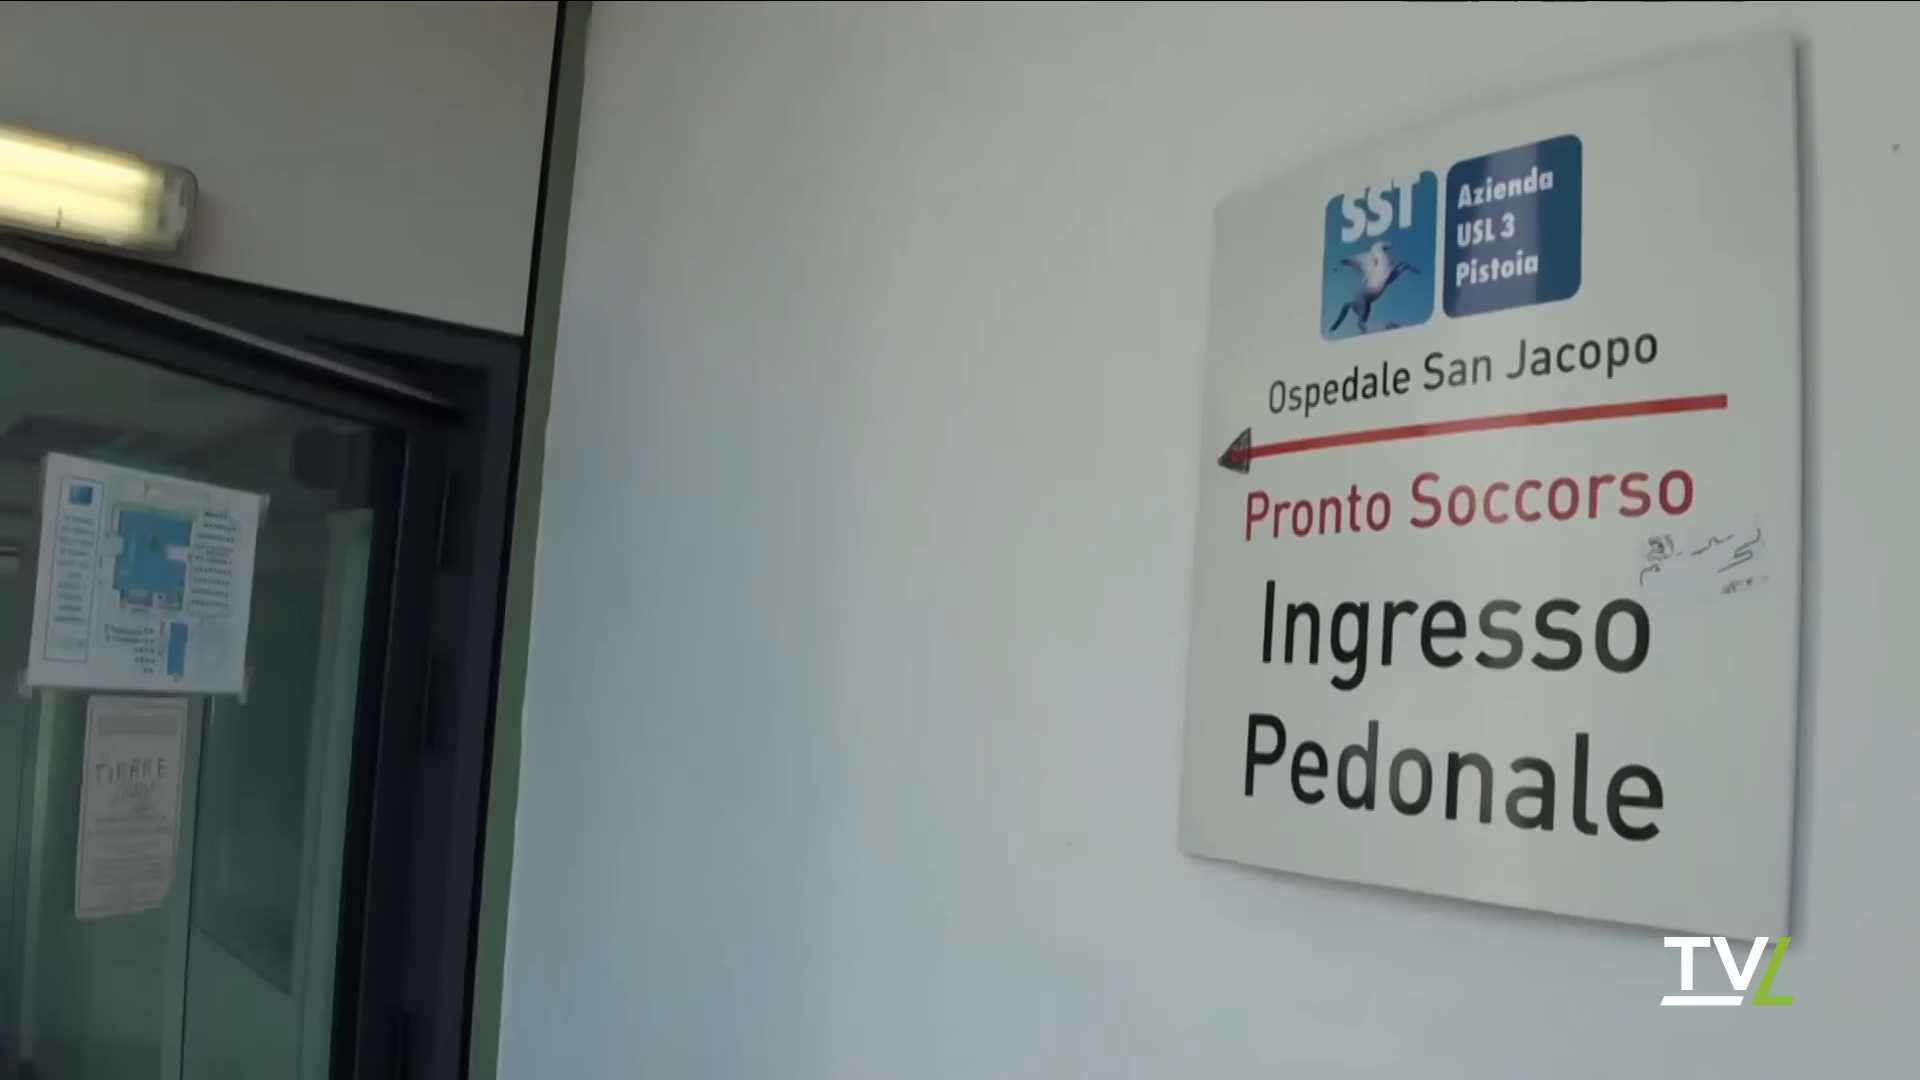 SST
Azienda
USL 3
Pistoia
Ospedale San Jacopo
Pronto Soccorso
Ingresso
Pedonale
TIRARE
TVL